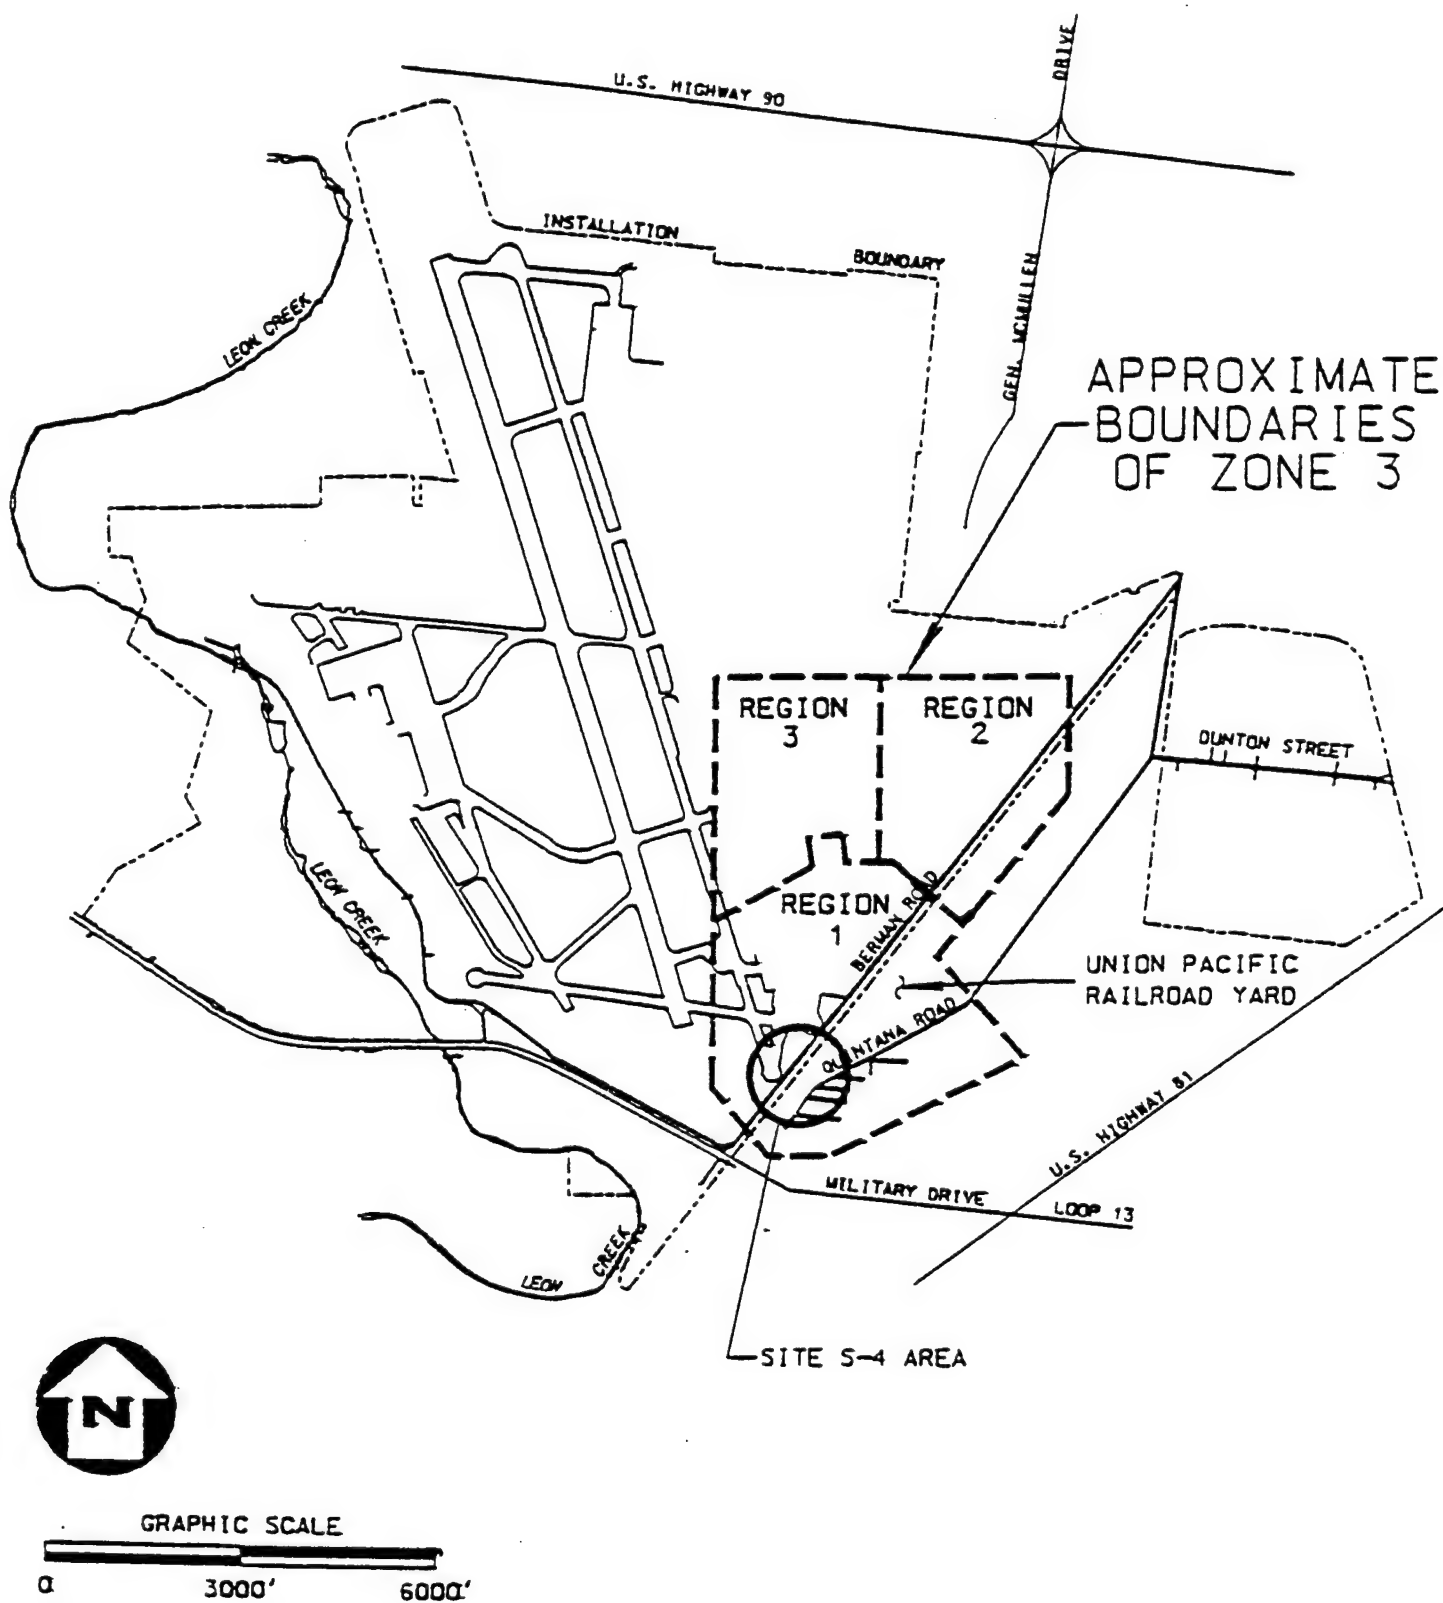 DRIVE
U.S. HIGHWAY 90
INSTALLATION
BOUNDARY
GEN. MCMULLEN
LEON CREEK
APPROXIMATE
BOUNDARIES
OF ZONE 3
REGION
3
REGION
2
DUNTON STREET
LEON CREEK
REGION
1
BERMAN ROAD
UNION PACIFIC
RAILROAD YARD
QUINTANA ROAD
U.S. HIGHWAY 81
MILITARY DRIVE
LOOP 13
LEON
CREEK
SITE S-4 AREA
N
GRAPHIC SCALE
0
3000'
6000'